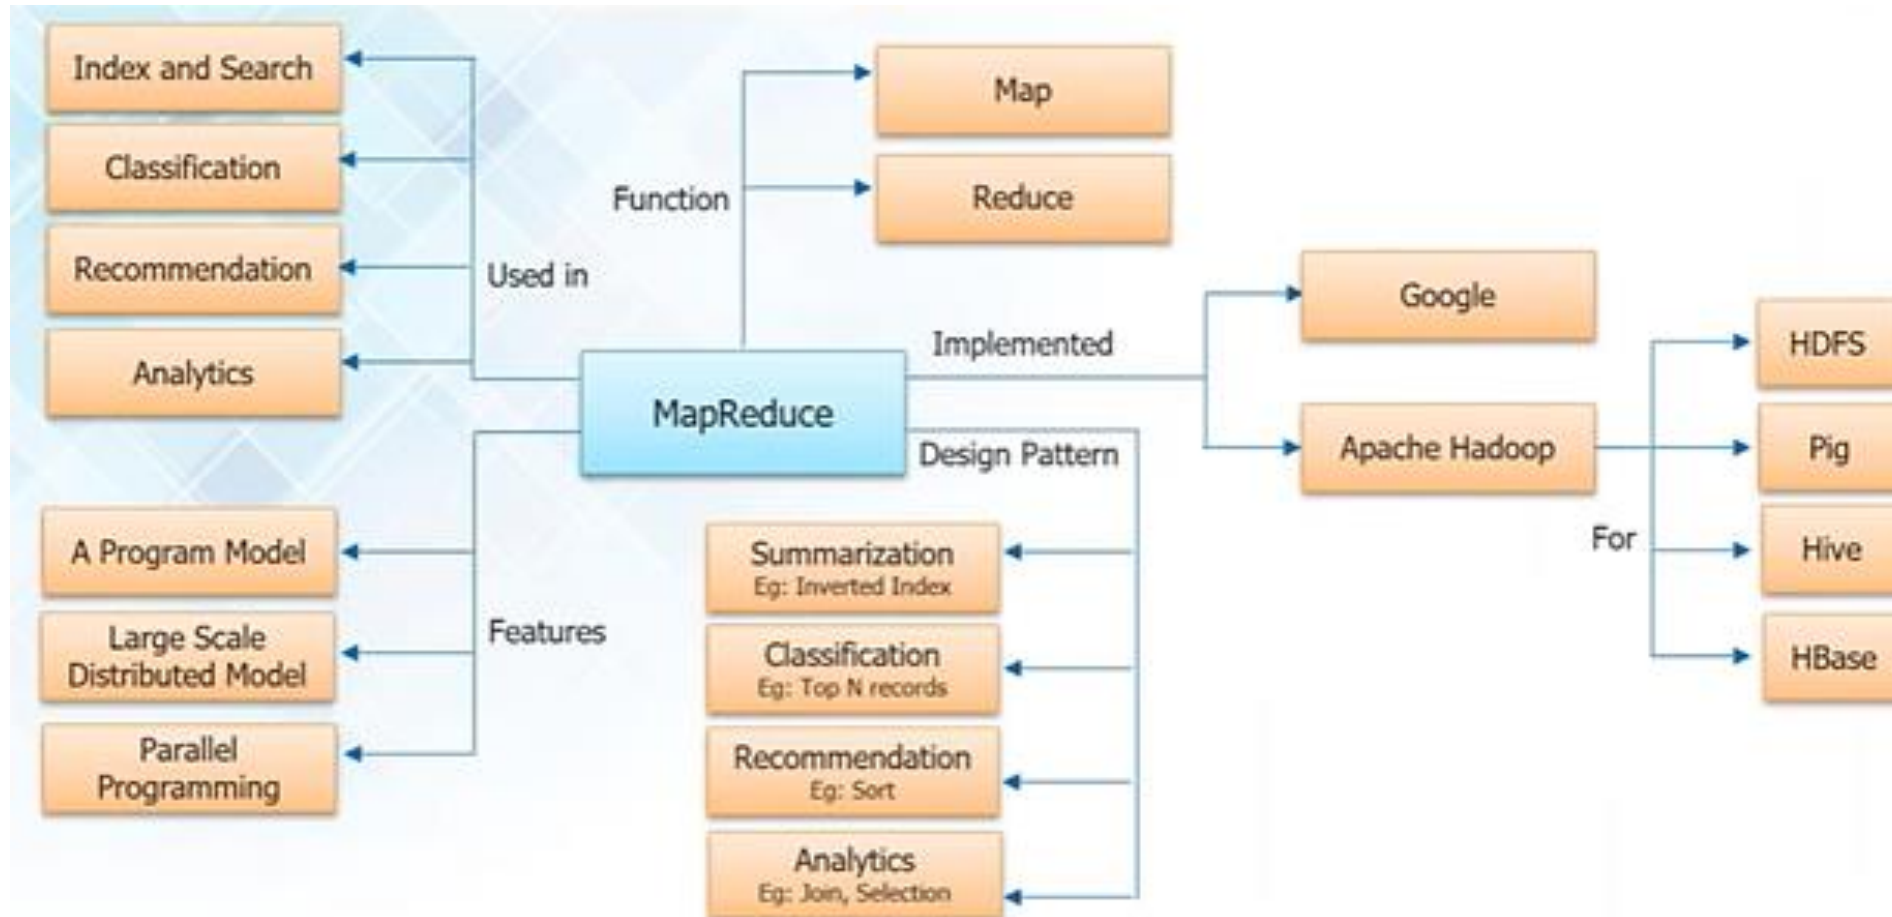 Index and Search
Classification
Recommendation
Analytics
Used in
Function
Map
Reduce
MapReduce
Implemented
Google
Apache Hadoop
For
HDFS
Pig
Hive
HBase
Design Pattern
Summarization
Eg: Inverted Index
Classification
Eg: Top N records
Recommendation
Eg: Sort
Analytics
Eg: Join, Selection
Features
A Program Model
Large Scale
Distributed Model
Parallel
Programming